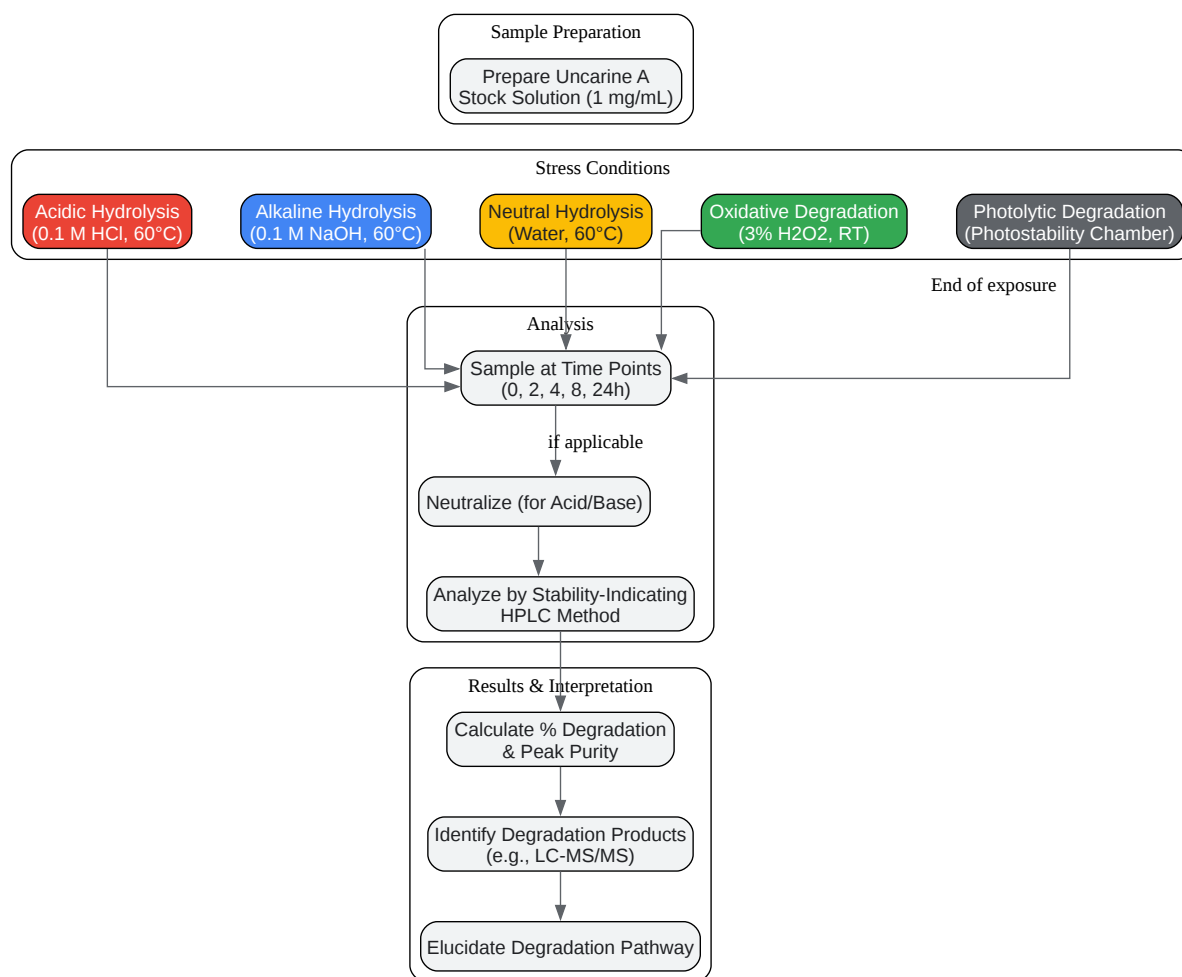 Sample Preparation
Prepare Uncarine A
Stock Solution (1 mg/mL)
Stress Conditions
Acidic Hydrolysis
(0.1 M HCl, 60°C)
Alkaline Hydrolysis
(0.1 M NaOH, 60°C)
Neutral Hydrolysis
(Water, 60°C)
Oxidative Degradation
(3% H2O2, RT)
Photolytic Degradation
(Photostability Chamber)
End of exposure
Analysis
Sample at Time Points
(0, 2, 4, 8, 24h)
if applicable
Neutralize (for Acid/Base)
Analyze by Stability-Indicating
HPLC Method
Results & Interpretation
Calculate % Degradation
& Peak Purity
Identify Degradation Products
(e.g., LC-MS/MS)
Elucidate Degradation Pathway